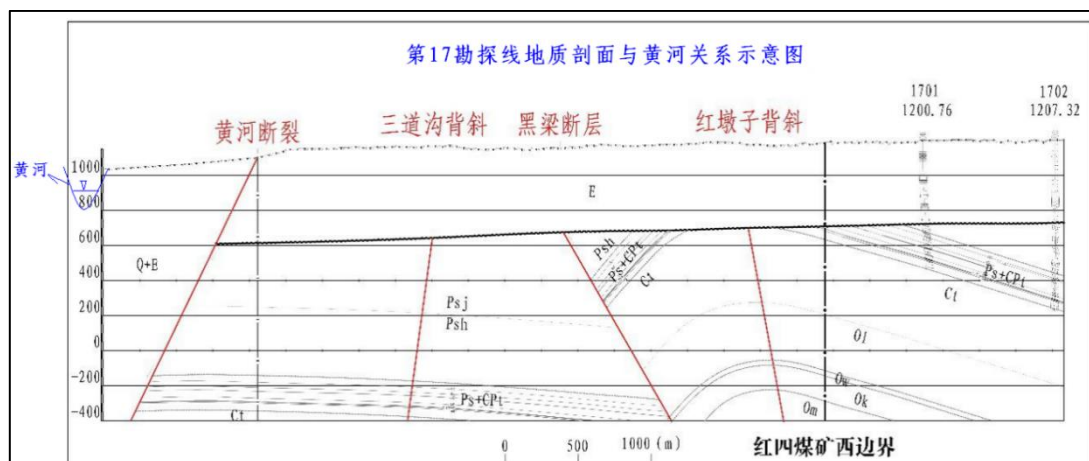 第17勘探线地质剖面与黄河关系示意图
1701
1200.76
1702
1207.32
黄河断裂
三道沟背斜
黑梁断层
红墩子背斜
黄河
1000
800
600
400
200
0
-200
-400
E
Q+E
Psj
Psh
Psh
Ps+CPt
Ct
Ps+CPt
Ct
Ol
Ow
Ok
Om
Ps+CPt
Ct
0 500 1000 (m)
红四煤矿西边界